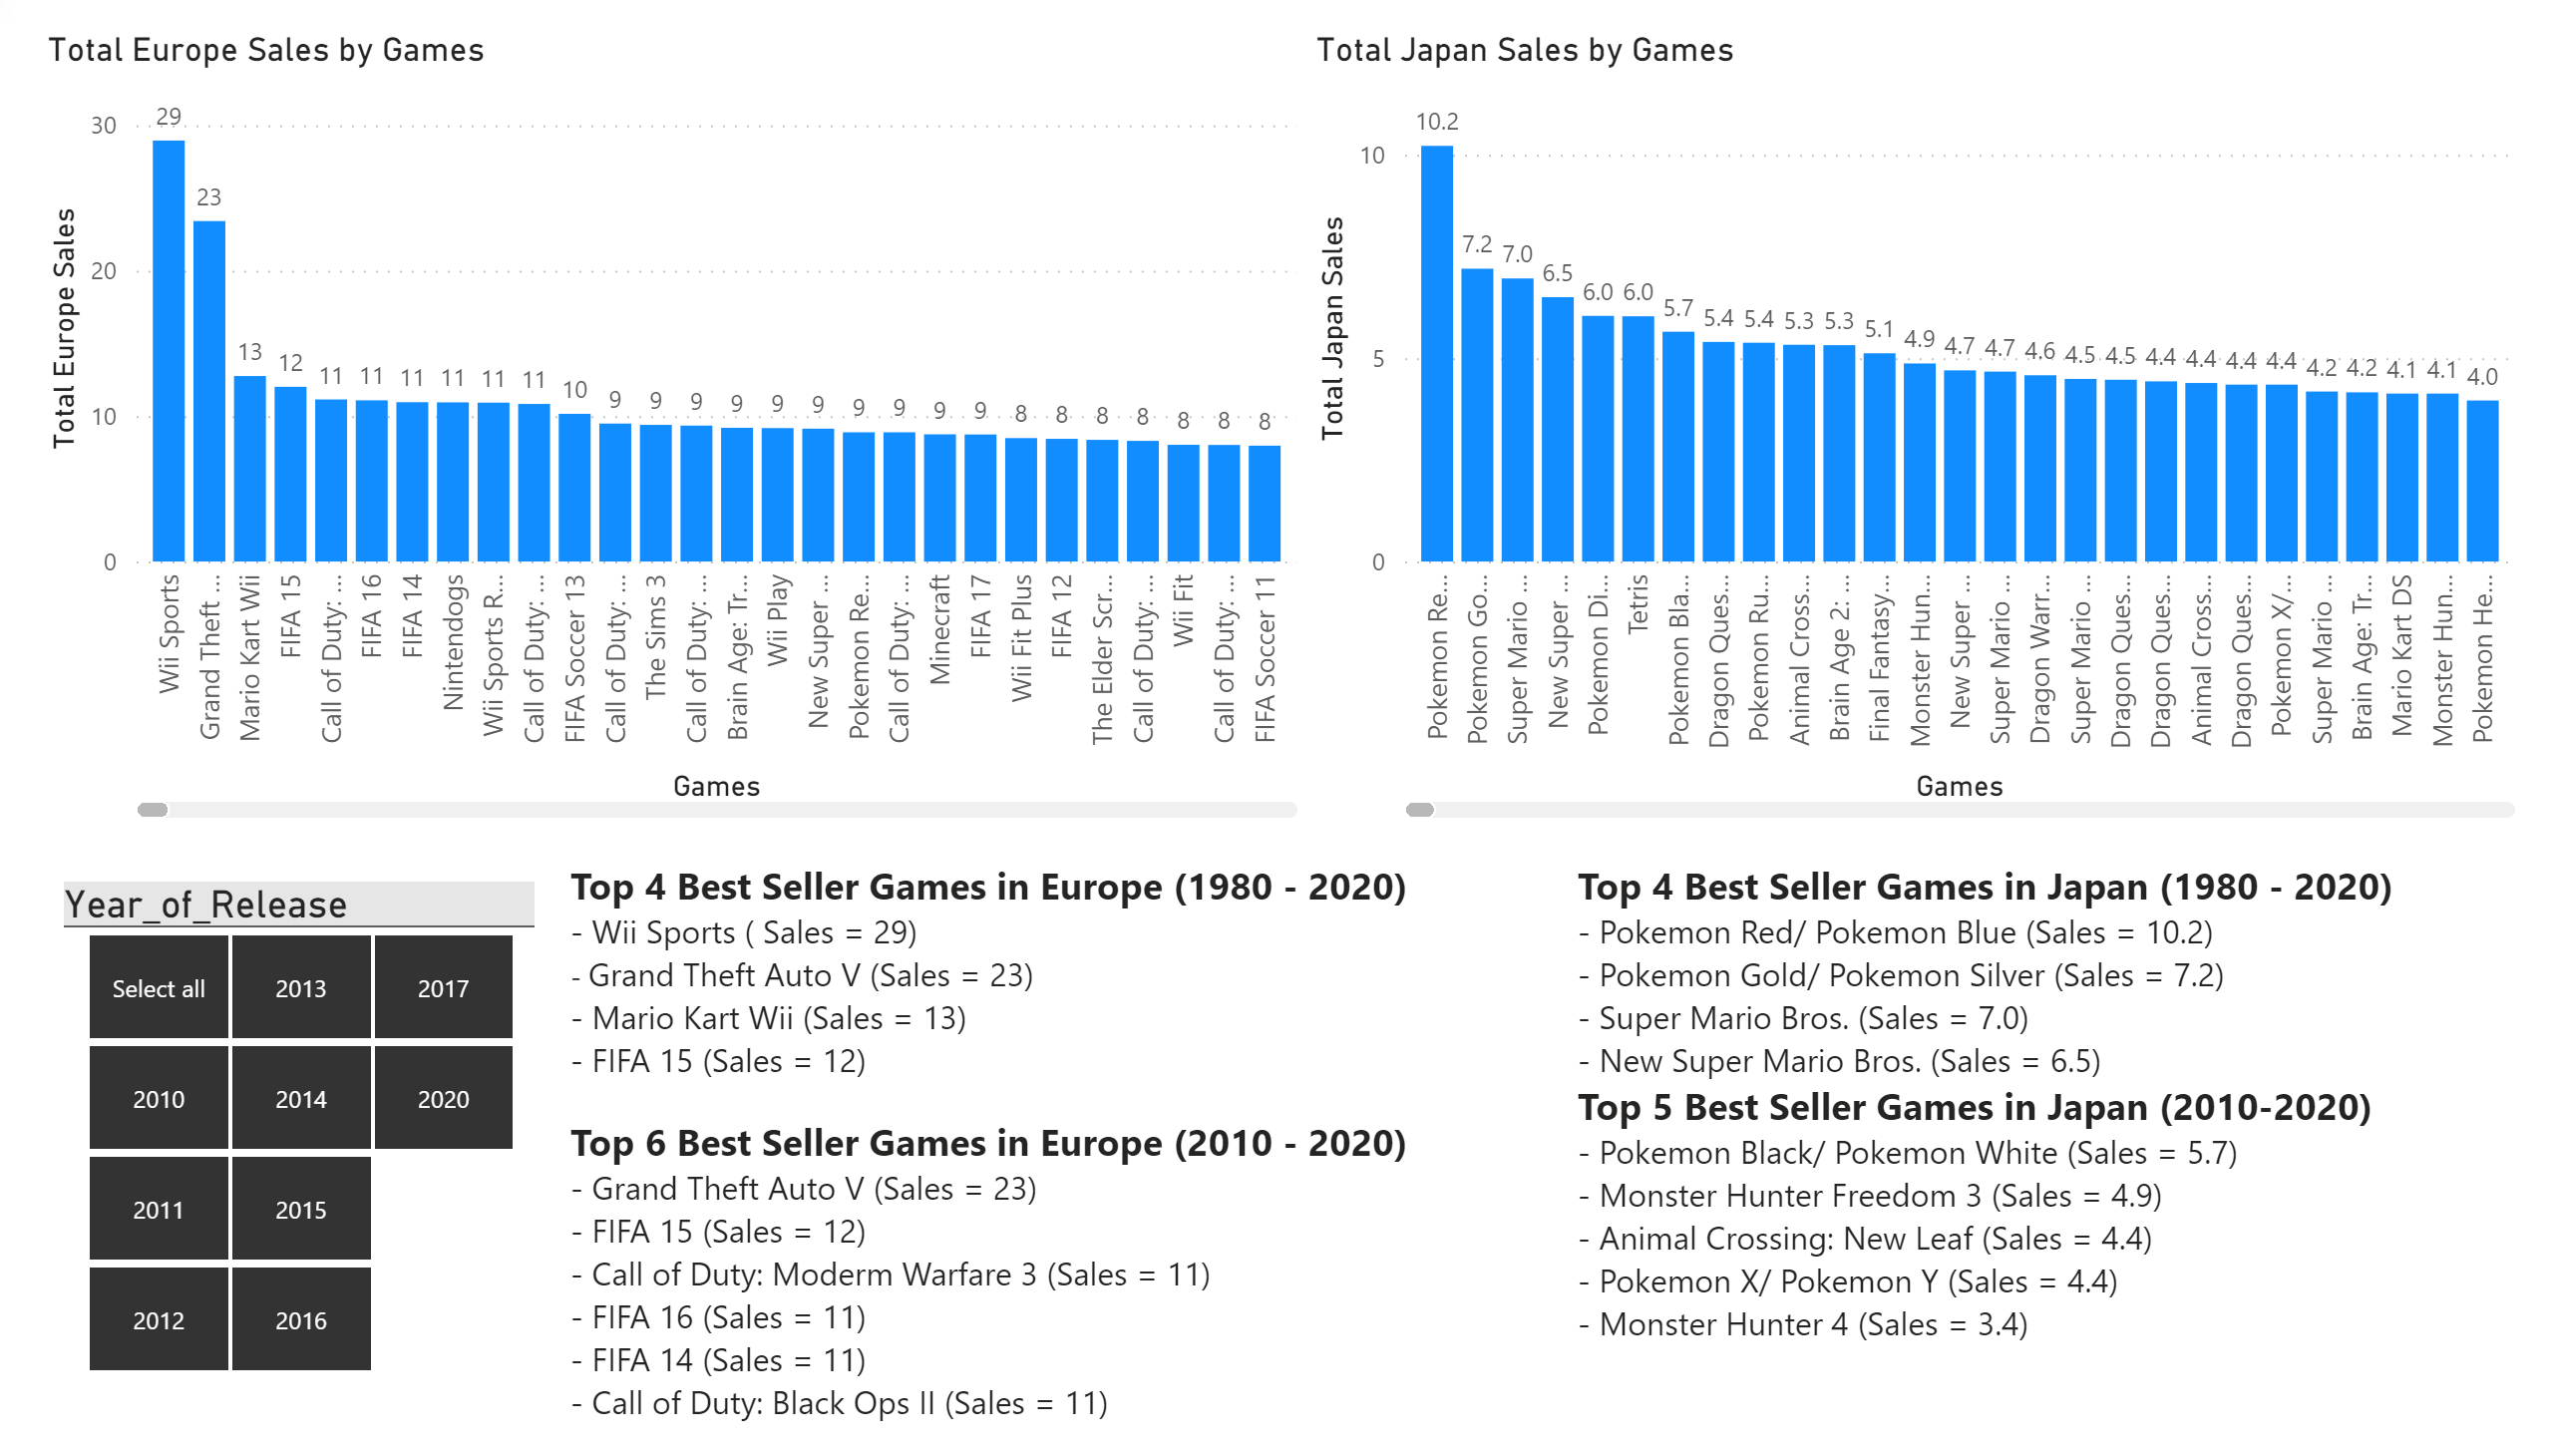 Total Europe Sales by Games
Total Europe Sales
30
20
10
0
29
23
13
12
11
11
11
11
11
11
10
9
9
9
9
9
9
9
9
9
9
8
8
8
8
8
8
8
Wii Sports
Grand Theft ...
Mario Kart Wii
FIFA 15
Call of Duty: ...
FIFA 16
FIFA 14
Nintendogs
Wii Sports R...
Call of Duty: ...
FIFA Soccer 13
Call of Duty: ...
The Sims 3
Call of Duty: ...
Brain Age: Tr...
Wii Play
New Super ...
Pokemon Re...
Call of Duty: ...
Minecraft
FIFA 17
Wii Fit Plus
FIFA 12
The Elder Scr...
Call of Duty: ...
Wii Fit
Call of Duty: ...
FIFA Soccer 11
Games
Total Japan Sales by Games
Total Japan Sales
10
5
0
10.2
7.2
7.0
6.5
6.0
6.0
5.7
5.4
5.4
5.3
5.3
5.1
4.9
4.7
4.7
4.6
4.5
4.5
4.4
4.4
4.4
4.4
4.2
4.2
4.1
4.1
4.0
Pokemon Re...
Pokemon Go...
Super Mario ...
New Super ...
Pokemon Di...
Tetris
Pokemon Bla...
Dragon Ques...
Pokemon Ru...
Animal Cross...
Brain Age 2: ...
Final Fantasy...
Monster Hun...
New Super ...
Super Mario ...
Dragon Warr...
Super Mario ...
Dragon Ques...
Dragon Ques...
Animal Cross...
Dragon Ques...
Pokemon X/...
Super Mario ...
Brain Age: Tr...
Mario Kart DS
Monster Hun...
Pokemon He...
Games
Year_of_Release
Select all
2013
2017
2010
2014
2020
2011
2015
2012
2016
Top 4 Best Seller Games in Europe (1980 - 2020)
- Wii Sports ( Sales = 29)
- Grand Theft Auto V (Sales = 23)
- Mario Kart Wii (Sales = 13)
- FIFA 15 (Sales = 12)
Top 6 Best Seller Games in Europe (2010 - 2020)
- Grand Theft Auto V (Sales = 23)
- FIFA 15 (Sales = 12)
- Call of Duty: Moderm Warfare 3 (Sales = 11)
- FIFA 16 (Sales = 11)
- FIFA 14 (Sales = 11)
- Call of Duty: Black Ops II (Sales = 11)
Top 4 Best Seller Games in Japan (1980 - 2020)
- Pokemon Red/ Pokemon Blue (Sales = 10.2)
- Pokemon Gold/ Pokemon Silver (Sales = 7.2)
- Super Mario Bros. (Sales = 7.0)
- New Super Mario Bros. (Sales = 6.5)
Top 5 Best Seller Games in Japan (2010-2020)
- Pokemon Black/ Pokemon White (Sales = 5.7)
- Monster Hunter Freedom 3 (Sales = 4.9)
- Animal Crossing: New Leaf (Sales = 4.4)
- Pokemon X/ Pokemon Y (Sales = 4.4)
- Monster Hunter 4 (Sales = 3.4)